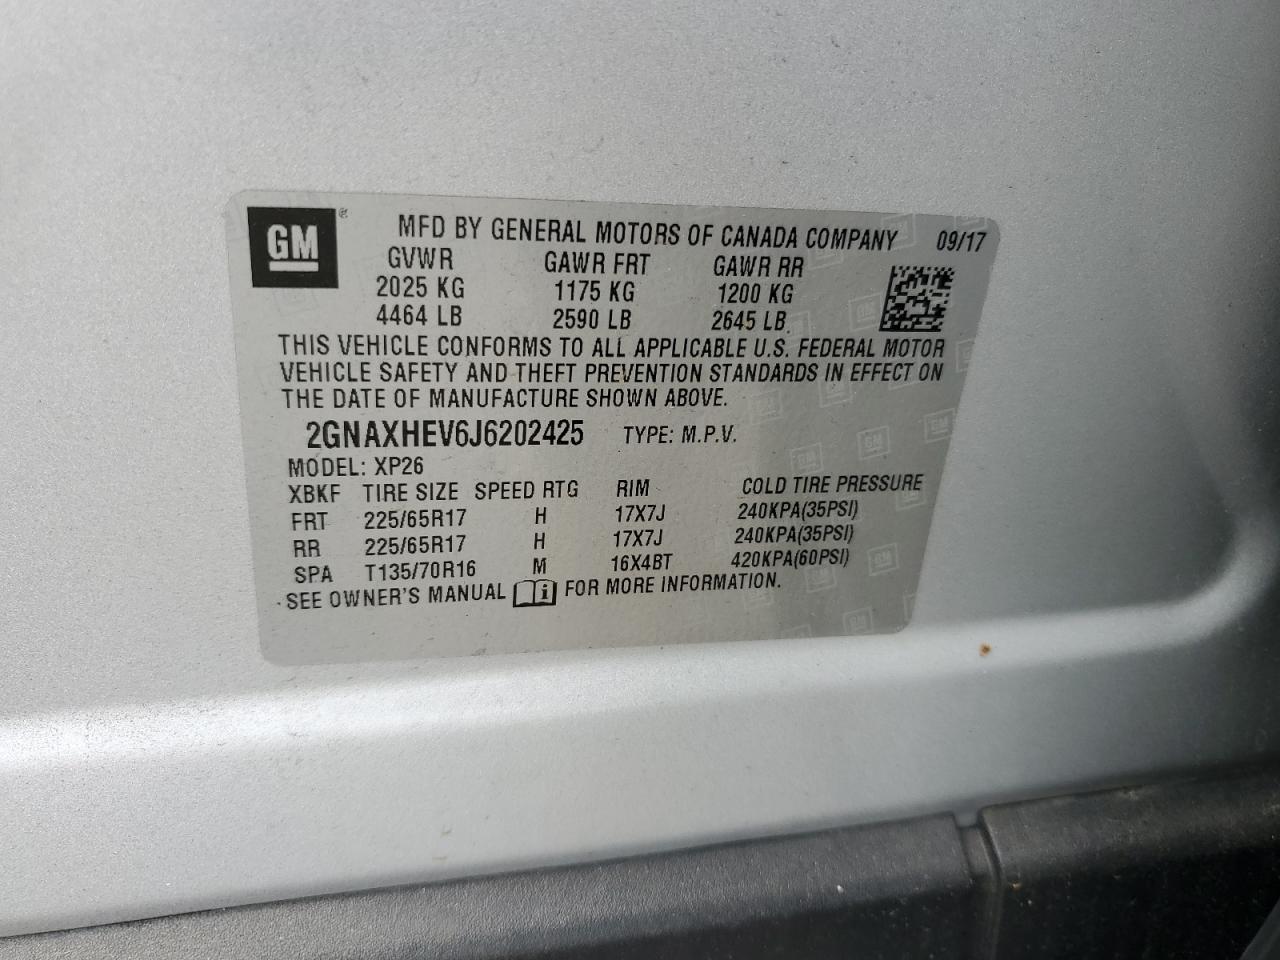 GM ®
MFD BY GENERAL MOTORS OF CANADA COMPANY 09/17
GVWR GAWR FRT GAWR RR
2025 KG 1175 KG 1200 KG
4464 LB 2590 LB 2645 LB
THIS VEHICLE CONFORMS TO ALL APPLICABLE U.S. FEDERAL MOTOR
VEHICLE SAFETY AND THEFT PREVENTION STANDARDS IN EFFECT ON
THE DATE OF MANUFACTURE SHOWN ABOVE.
2GNAXHEV6J6202425 TYPE: M.P.V.
MODEL: XP26
XBKF TIRE SIZE SPEED RTG RIM COLD TIRE PRESSURE
FRT 225/65R17 H 17X7J 240KPA(35PSI)
RR 225/65R17 H 17X7J 240KPA(35PSI)
SPA T135/70R16 M 16X4BT 420KPA(60PSI)
SEE OWNER'S MANUAL i FOR MORE INFORMATION.